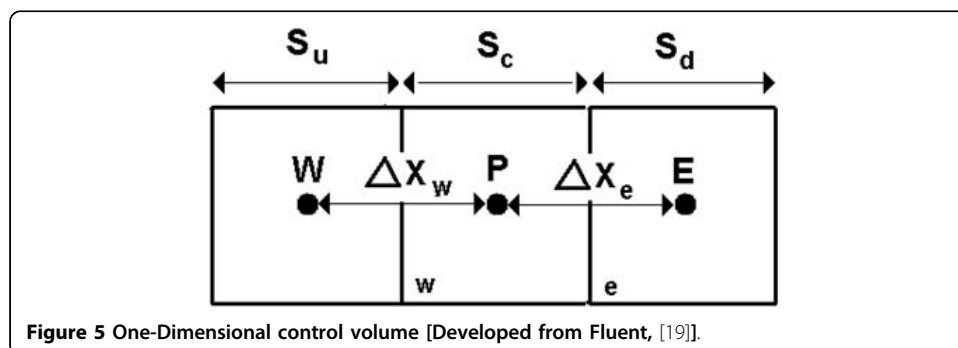 S_u S_c S_d
W △X_w P △X_e E
w e
Figure 5 One-Dimensional control volume [Developed from Fluent, [19]].